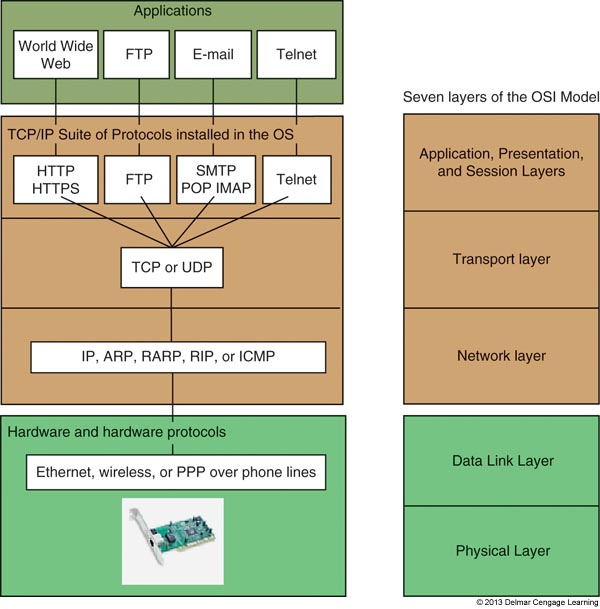 Applications
World Wide
Web
FTP
E-mail
Telnet
TCP/IP Suite of Protocols installed in the OS
HTTP
HTTPS
FTP
SMTP
POP IMAP
Telnet
TCP or UDP
IP, ARP, RARP, RIP, or ICMP
Hardware and hardware protocols
Ethernet, wireless, or PPP over phone lines
Seven layers of the OSI Model
Application, Presentation,
and Session Layers
Transport layer
Network layer
Data Link Layer
Physical Layer
© 2013 Delmar Cengage Learning